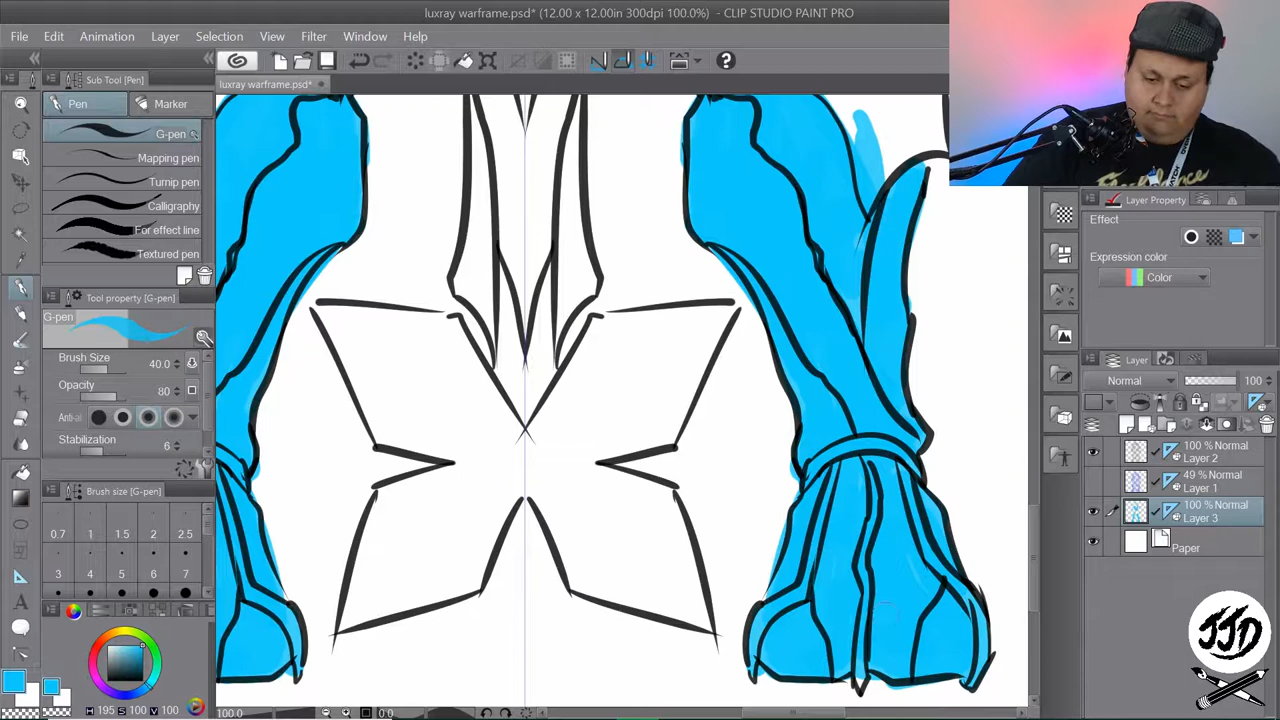 luxray warframe.psd* (12.00 x 12.00in 300dpi 100.0%) - CLIP STUDIO PAINT PRO
File Edit Animation Layer Selection View Filter Window Help
Sub Tool [Pen]
luxray warframe.psd*
Pen Marker
G-pen
Mapping pen
Turnip pen
Calligraphy
For effect line
Textured pen
Tool property [G-pen]
G-pen
Brush Size 40.0
Opacity 80
Anti-al
Stabilization 6
Brush size [G-pen]
0.7 1 1.5 2 2.5
3 4 5 6 7
H 195 S 100 V 100
100.0 0.0
Layer Property
Effect
Expression color
Color
Layer
Normal 100
100 % Normal
Layer 2
49 % Normal
Layer 1
100 % Normal
Layer 3
Paper
JJD